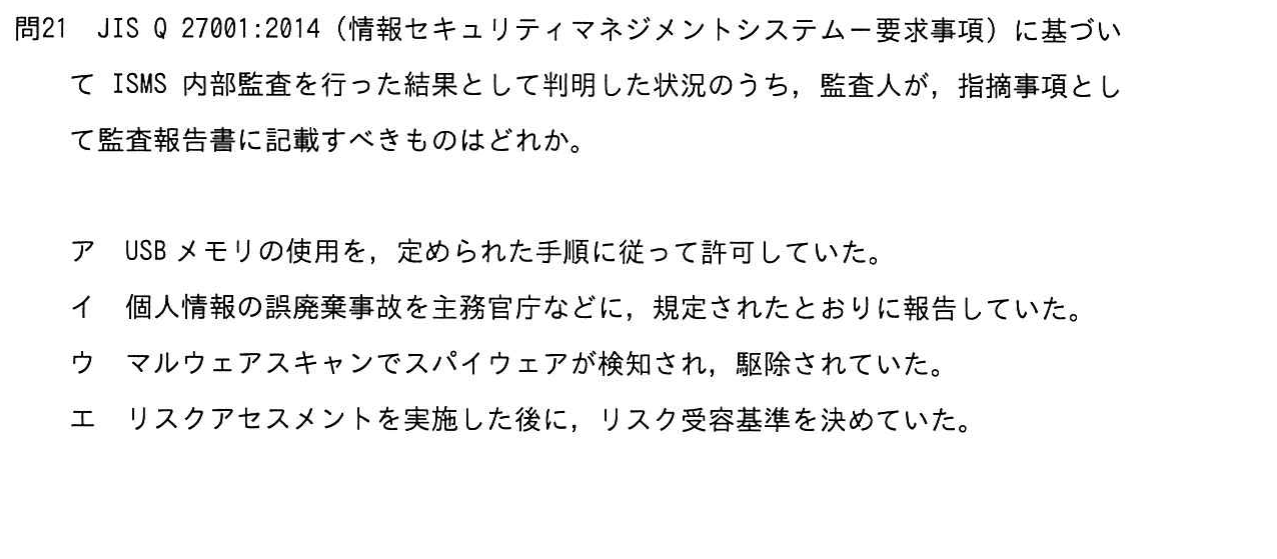 問21 JIS Q 27001:2014（情報セキュリティマネジメントシステム－要求事項）に基づい
て ISMS 内部監査を行った結果として判明した状況のうち，監査人が，指摘事項とし
て監査報告書に記載すべきものはどれか。
ア USB メモリの使用を，定められた手順に従って許可していた。
イ 個人情報の誤廃棄事故を主務官庁などに，規定されたとおりに報告していた。
ウ マルウェアスキャンでスパイウェアが検知され，駆除されていた。
エ リスクアセスメントを実施した後に，リスク受容基準を決めていた。